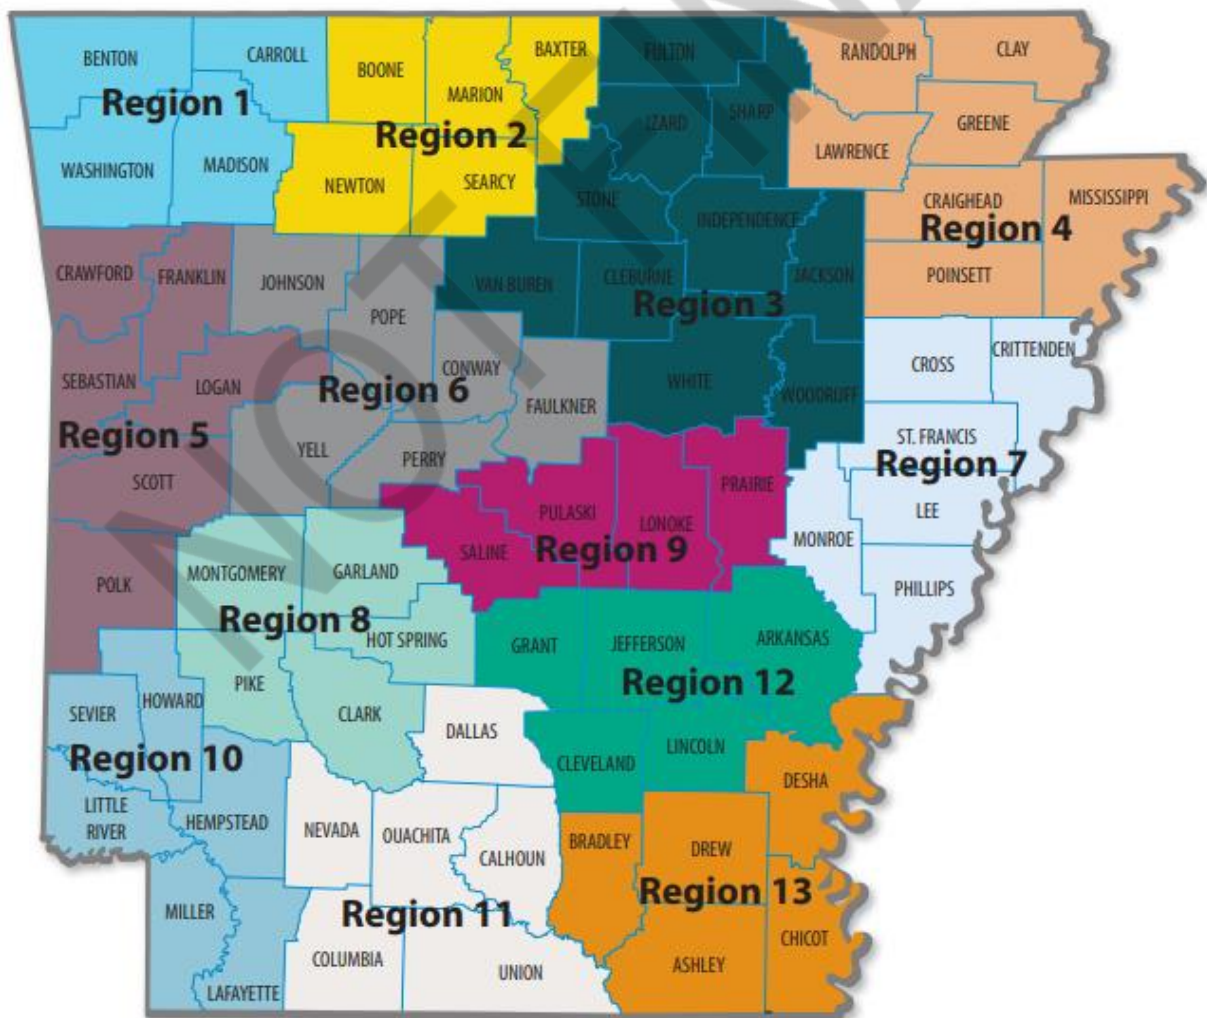 BENTON
CARROLL
BOONE
MARION
BAXTER
FULTON
RANDOLPH
CLAY
Region 1
Region 2
IZARD
SHARP
LAWRENCE
GREENE
WASHINGTON
MADISON
NEWTON
SEARCY
STONE
INDEPENDENCE
CRAIGHEAD
MISSISSIPPI
Region 4
CRAWFORD
FRANKLIN
JOHNSON
POPE
VAN BUREN
CLEBURNE
JACKSON
POINSETT
Region 3
SEBASTIAN
LOGAN
CONWAY
Region 6
FAULKNER
WHITE
WOODRUFF
CROSS
CRITTENDEN
Region 5
YELL
PERRY
SCOTT
PULASKI
LONOKE
PRAIRIE
ST. FRANCIS
Region 7
LEE
SALINE
Region 9
MONROE
PHILLIPS
POLK
MONTGOMERY
GARLAND
Region 8
HOT SPRING
GRANT
JEFFERSON
ARKANSAS
Region 12
SEVIER
HOWARD
PIKE
CLARK
DALLAS
CLEVELAND
LINCOLN
Region 10
LITTLE
RIVER
HEMPSTEAD
NEVADA
OUACHITA
CALHOUN
BRADLEY
DREW
DESHA
Region 13
MILLER
Region 11
LAFAYETTE
COLUMBIA
UNION
ASHLEY
CHICOT